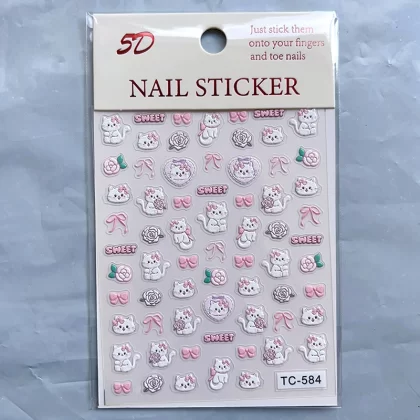 5D
Just stick them
onto your fingers
and toe nails
NAIL STICKER
SWEET
SWEET
SWEET
SWEET
SWEET
SWEET
TC-584